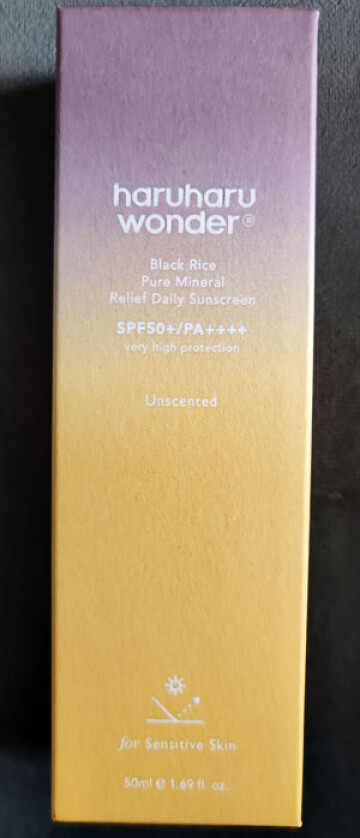 haruharu
wonder®
Black Rice
Pure Mineral
Relief Daily Sunscreen
SPF50+/PA++++
very high protection
Unscented
for Sensitive Skin
50ml ℮ 1.69 fl. oz.